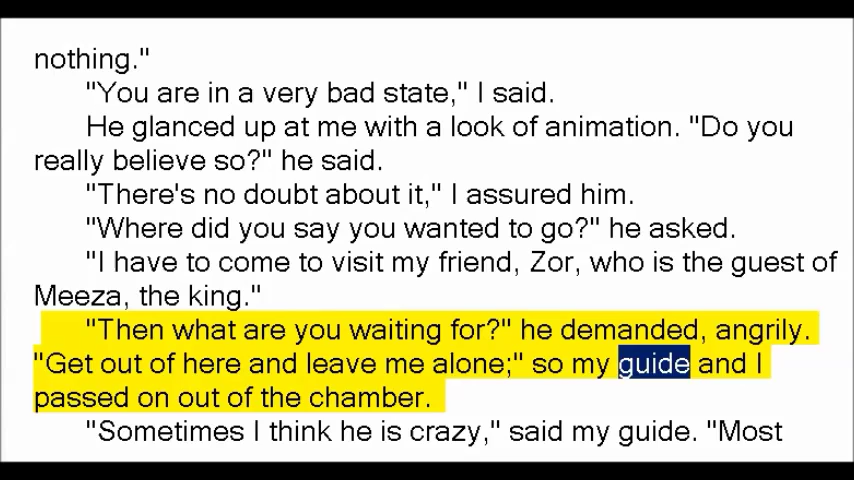 nothing."
"You are in a very bad state," I said.
He glanced up at me with a look of animation. "Do you
really believe so?" he said.
"There's no doubt about it," I assured him.
"Where did you say you wanted to go?" he asked.
"I have to come to visit my friend, Zor, who is the guest of
Meeza, the king."
"Then what are you waiting for?" he demanded, angrily.
"Get out of here and leave me alone;" so my guide and I
passed on out of the chamber.
"Sometimes I think he is crazy," said my guide. "Most